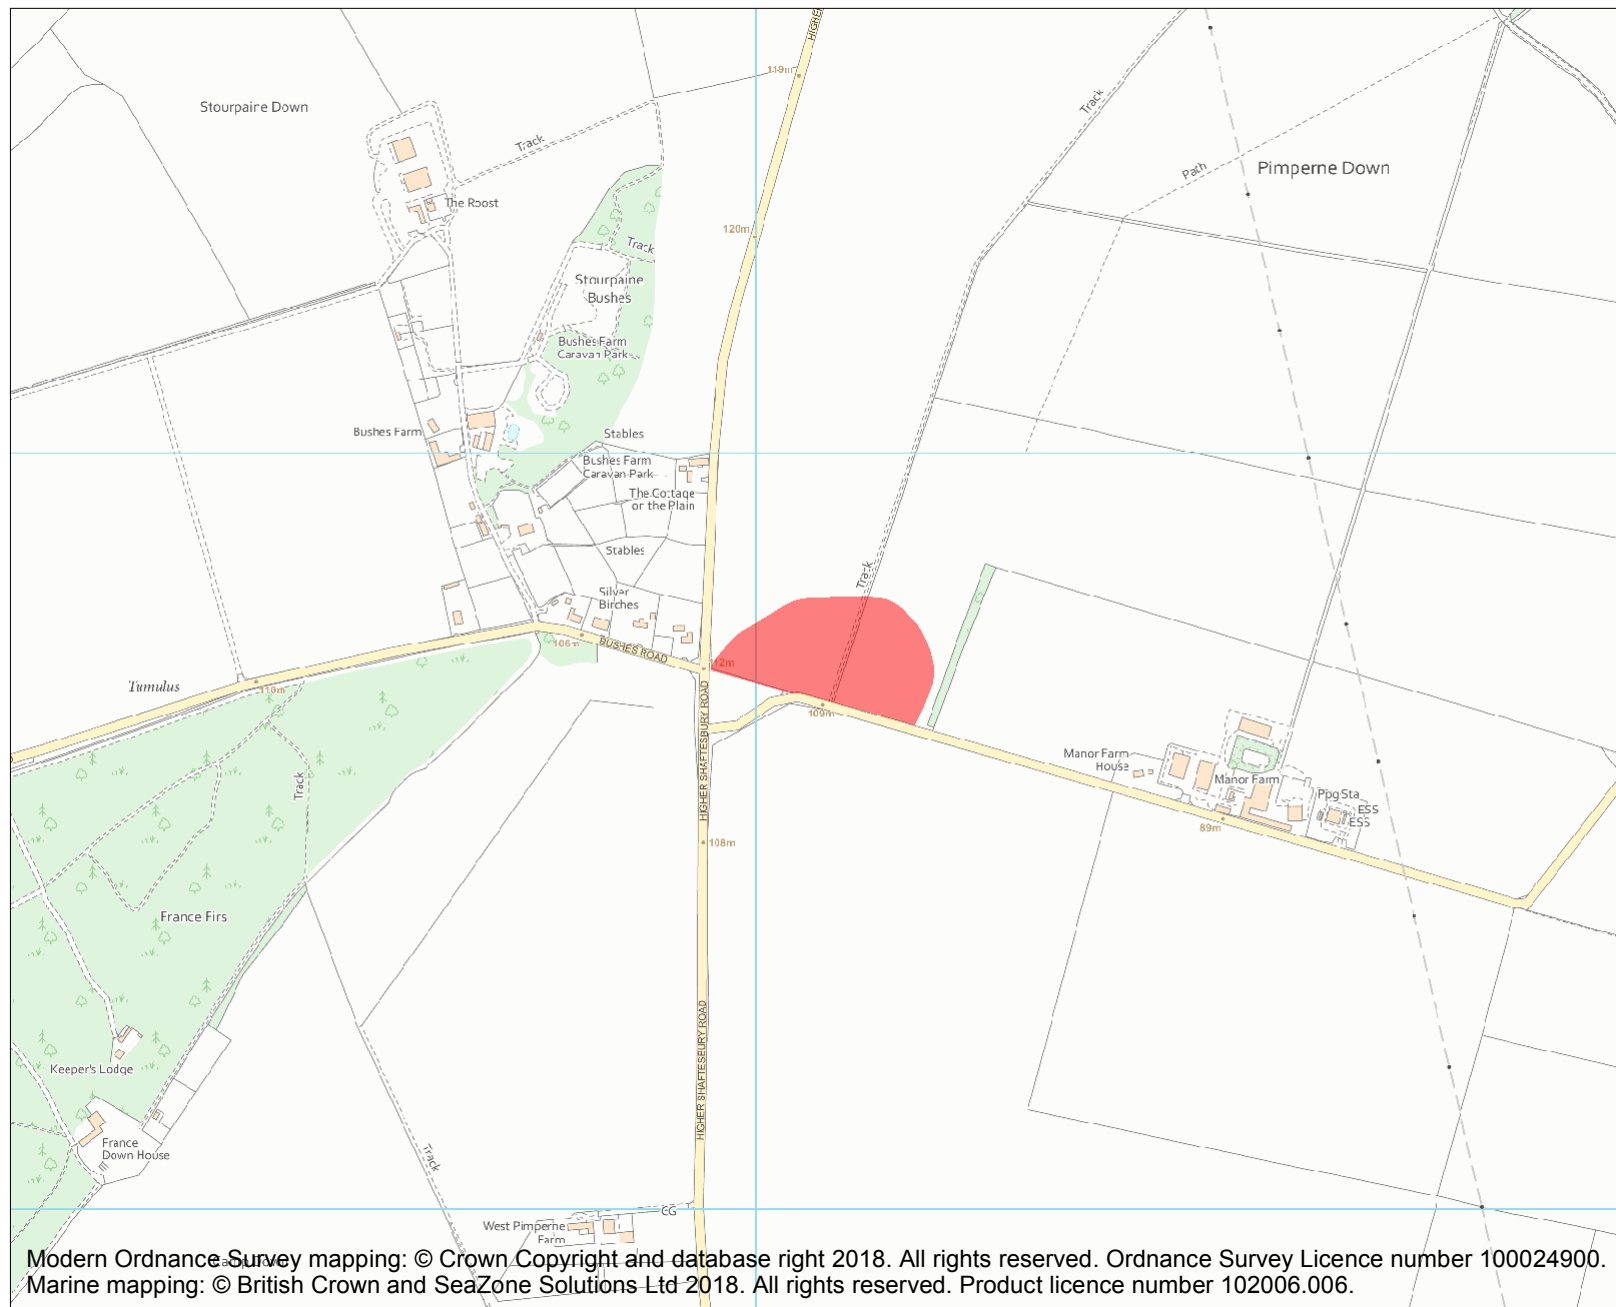 HIGHE
119m
Stourpaine Down
Track
Track
Path
Pimperne Down
The Roost
120m
Track
Stourpaine
Bushes
Bushes Farm
Caravan Park
Bushes Farm
Stables
Bushes Farm
Caravan Park
The Cottage
or the Plain
Stables
Track
Silver
Birches
106m
BUSHES ROAD
112m
Tumulus
110m
109m
HIGHER SHAFTESBURY ROAD
Manor Farm
House
Manor Farm
PpgSta
ESS
ESS
Track
89m
108m
France Firs
HIGHER SHAFTESBURY ROAD
Keeper's Lodge
France
Down House
Track
CG
West Pimperne
Farm
Modern Ordnance Survey mapping: © Crown Copyright and database right 2018. All rights reserved. Ordnance Survey Licence number 100024900.
Marine mapping: © British Crown and SeaZone Solutions Ltd 2018. All rights reserved. Product licence number 102006.006.